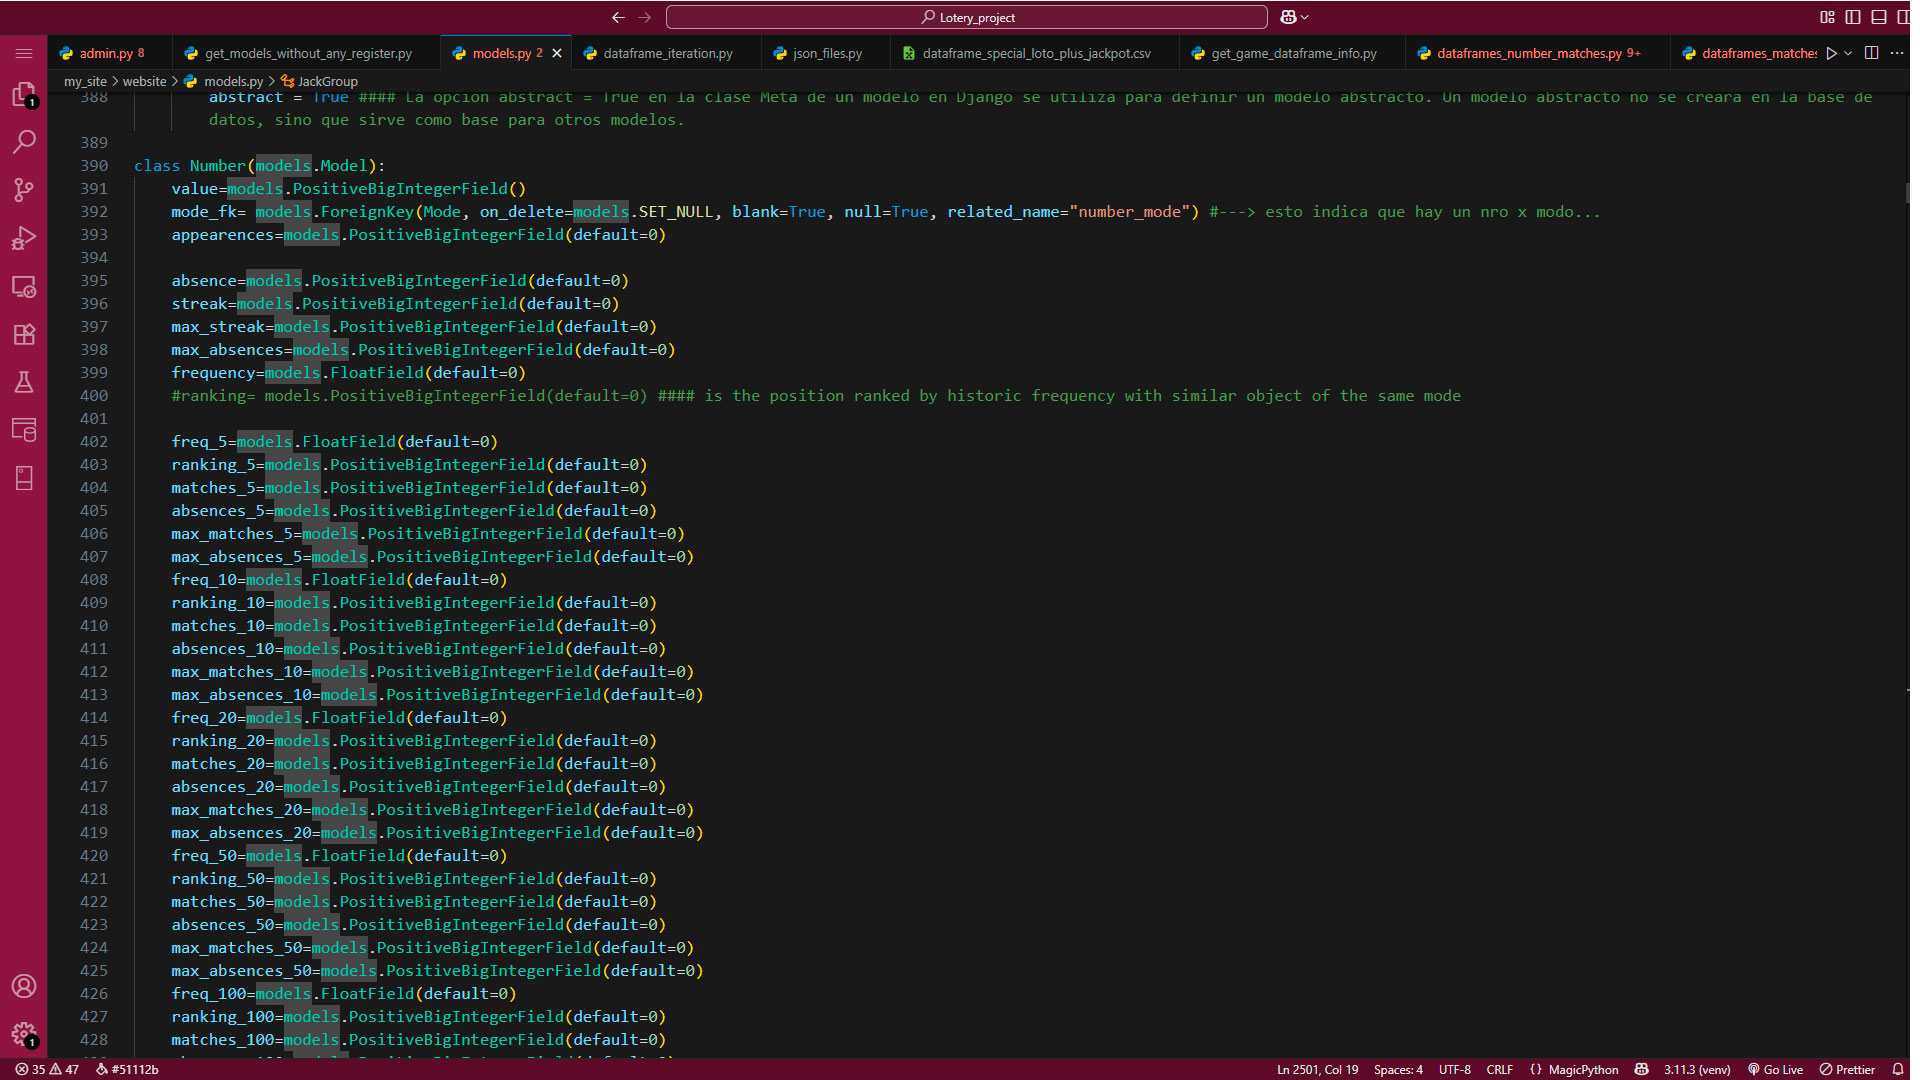 Lotery_project
admin.py 8 get_models_without_any_register.py models.py 2 dataframe_iteration.py json_files.py dataframe_special_loto_plus_jackpot.csv get_game_dataframe_info.py dataframes_number_matches.py 9+ dataframes_matche
my_site > website > models.py > JackGroup
388 abstract = True #### La opcion abstract = True en la clase Meta de un modelo en Django se utiliza para definir un modelo abstracto. Un modelo abstracto no se creara en la base de
datos, sino que sirve como base para otros modelos.
389
390 class Number(models.Model):
391 value=models.PositiveBigIntegerField()
392 mode_fk= models.ForeignKey(Mode, on_delete=models.SET_NULL, blank=True, null=True, related_name="number_mode") #---> esto indica que hay un nro x modo...
393 appearences=models.PositiveBigIntegerField(default=0)
394
395 absence=models.PositiveBigIntegerField(default=0)
396 streak=models.PositiveBigIntegerField(default=0)
397 max_streak=models.PositiveBigIntegerField(default=0)
398 max_absences=models.PositiveBigIntegerField(default=0)
399 frequency=models.FloatField(default=0)
400 #ranking= models.PositiveBigIntegerField(default=0) #### is the position ranked by historic frequency with similar object of the same mode
401
402 freq_5=models.FloatField(default=0)
403 ranking_5=models.PositiveBigIntegerField(default=0)
404 matches_5=models.PositiveBigIntegerField(default=0)
405 absences_5=models.PositiveBigIntegerField(default=0)
406 max_matches_5=models.PositiveBigIntegerField(default=0)
407 max_absences_5=models.PositiveBigIntegerField(default=0)
408 freq_10=models.FloatField(default=0)
409 ranking_10=models.PositiveBigIntegerField(default=0)
410 matches_10=models.PositiveBigIntegerField(default=0)
411 absences_10=models.PositiveBigIntegerField(default=0)
412 max_matches_10=models.PositiveBigIntegerField(default=0)
413 max_absences_10=models.PositiveBigIntegerField(default=0)
414 freq_20=models.FloatField(default=0)
415 ranking_20=models.PositiveBigIntegerField(default=0)
416 matches_20=models.PositiveBigIntegerField(default=0)
417 absences_20=models.PositiveBigIntegerField(default=0)
418 max_matches_20=models.PositiveBigIntegerField(default=0)
419 max_absences_20=models.PositiveBigIntegerField(default=0)
420 freq_50=models.FloatField(default=0)
421 ranking_50=models.PositiveBigIntegerField(default=0)
422 matches_50=models.PositiveBigIntegerField(default=0)
423 absences_50=models.PositiveBigIntegerField(default=0)
424 max_matches_50=models.PositiveBigIntegerField(default=0)
425 max_absences_50=models.PositiveBigIntegerField(default=0)
426 freq_100=models.FloatField(default=0)
427 ranking_100=models.PositiveBigIntegerField(default=0)
428 matches_100=models.PositiveBigIntegerField(default=0)
35 47 #51112b Ln 2501, Col 19 Spaces: 4 UTF-8 CRLF {} MagicPython 3.11.3 (venv) Go Live Prettier